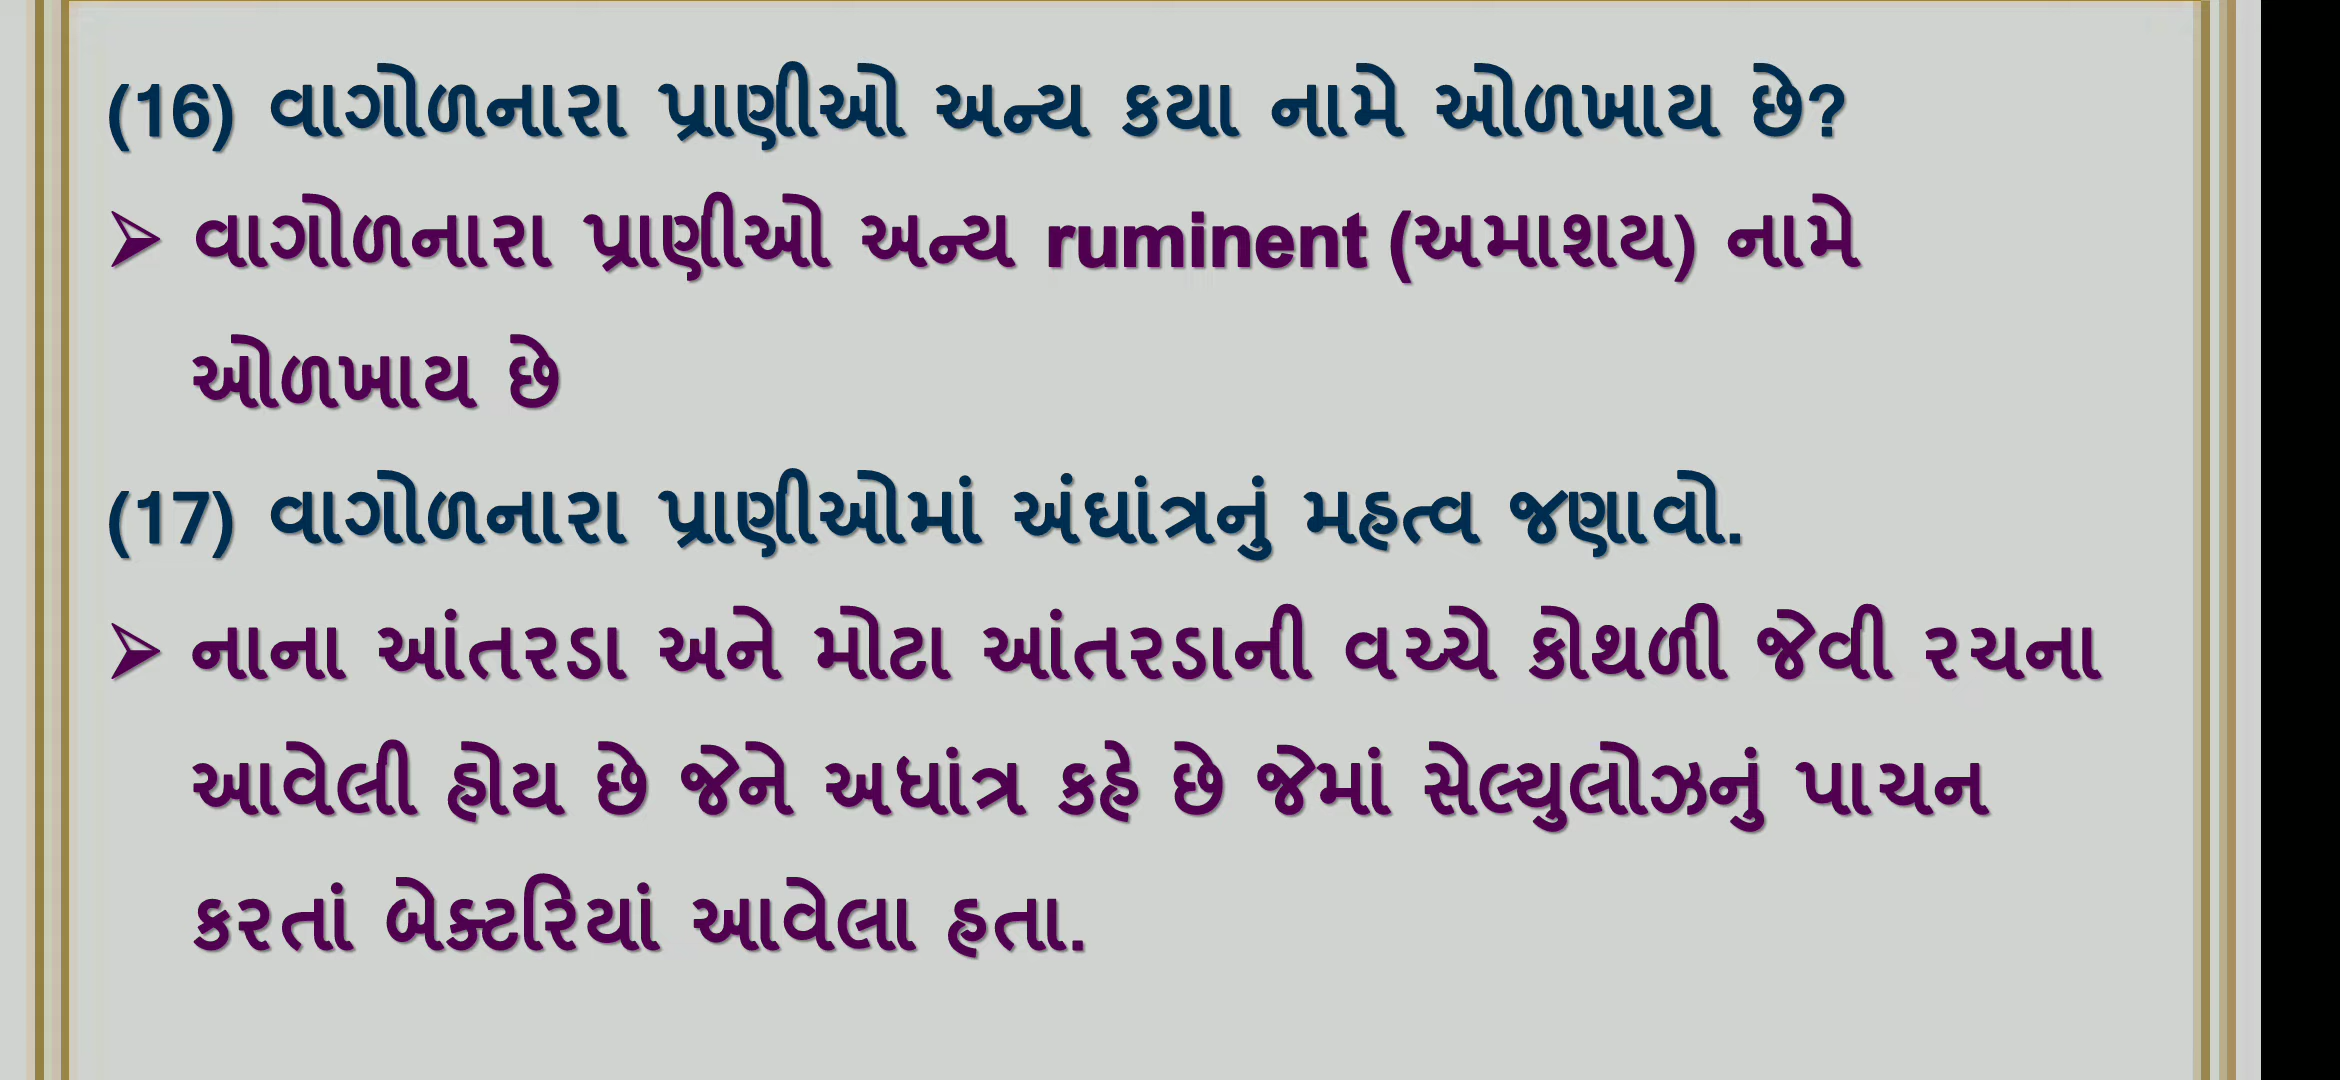 (16) વાગોળનારા પ્રાણીઓ અન્ય કયા નામે ઓળખાય છે?
➢ વાગોળનારા પ્રાણીઓ અન્ય ruminent (અમાશય) નામે
ઓળખાય છે
(17) વાગોળનારા પ્રાણીઓમાં અંધાંત્રનું મહત્વ જણાવો.
➢ નાના આંતરડા અને મોટા આંતરડાની વચ્ચે કોથળી જેવી રચના
આવેલી હોય છે જેને અધાંત્ર કહે છે જેમાં સેલ્યુલોઝનું પાચન
કરતાં બેક્ટરિયાં આવેલા હતા.